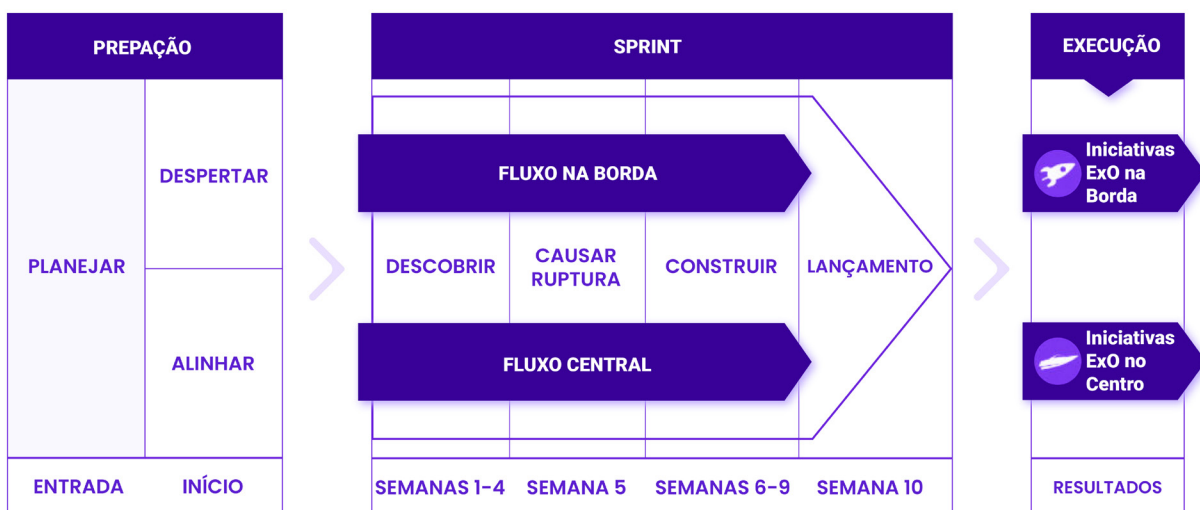 PREPAÇÃO
PLANEJAR
DESPERTAR
ALINHAR
ENTRADA
INÍCIO
SPRINT
FLUXO NA BORDA
DESCOBRIR
CAUSAR
RUPTURA
CONSTRUIR
LANÇAMENTO
FLUXO CENTRAL
SEMANAS 1-4
SEMANA 5
SEMANAS 6-9
SEMANA 10
EXECUÇÃO
Iniciativas
ExO na
Borda
Iniciativas
ExO no
Centro
RESULTADOS